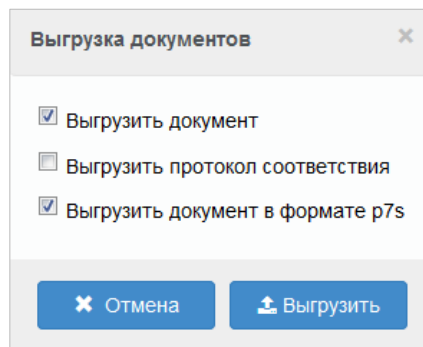 Выгрузка документов
Выгрузить документ
Выгрузить протокол соответствия
Выгрузить документ в формате p7s
Отмена
Выгрузить